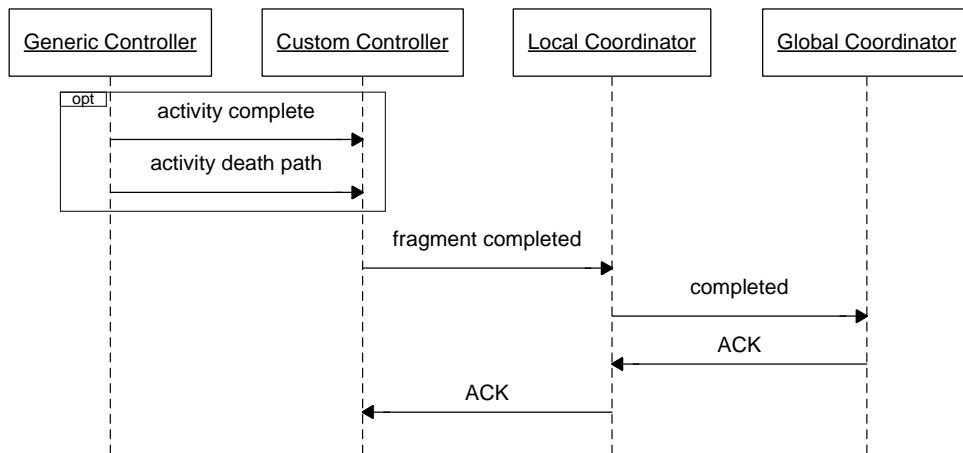 Generic Controller
Custom Controller
Local Coordinator
Global Coordinator
opt
activity complete
activity death path
fragment completed
completed
ACK
ACK